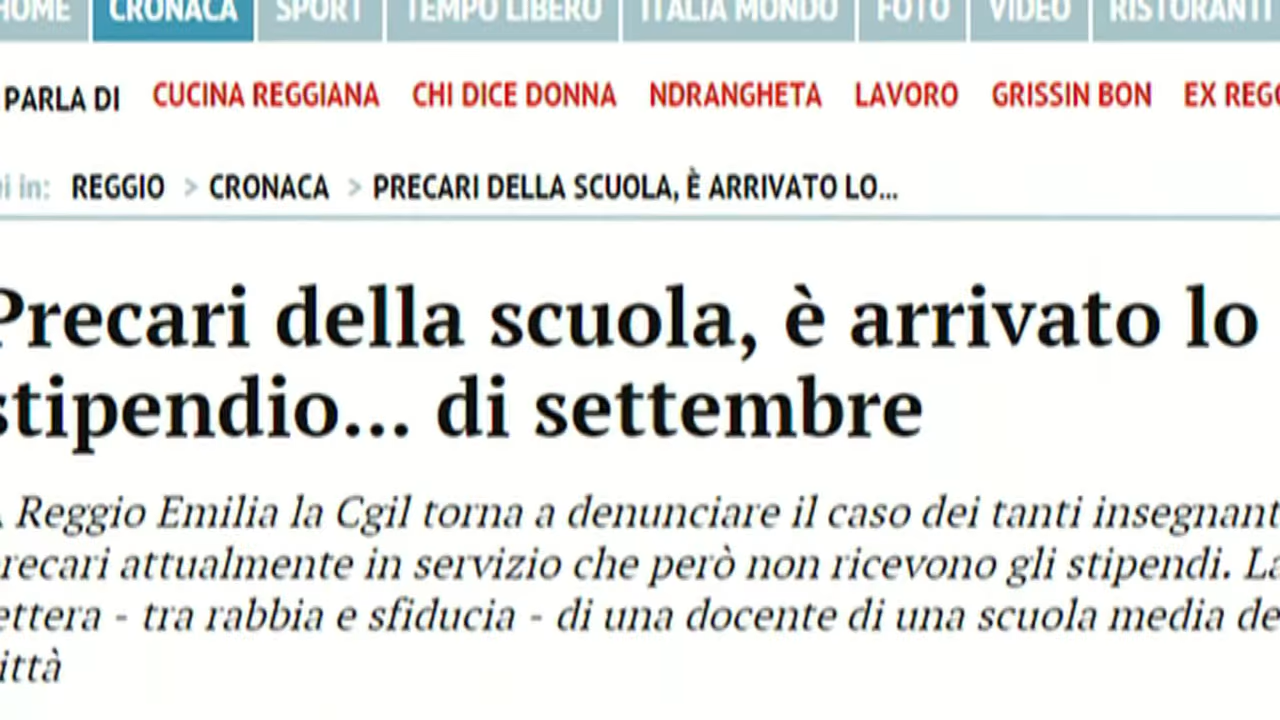 HOME CRONACA SPORT TEMPO LIBERO ITALIA MONDO FOTO VIDEO RISTORANTI
PARLA DI CUCINA REGGIANA CHI DICE DONNA NDRANGHETA LAVORO GRISSIN BON EX REGG
i in: REGGIO > CRONACA > PRECARI DELLA SCUOLA, È ARRIVATO LO...
Precari della scuola, è arrivato lo
stipendio... di settembre
A Reggio Emilia la Cgil torna a denunciare il caso dei tanti insegnant
recari attualmente in servizio che però non ricevono gli stipendi. La
ettera - tra rabbia e sfiducia - di una docente di una scuola media de
ittà